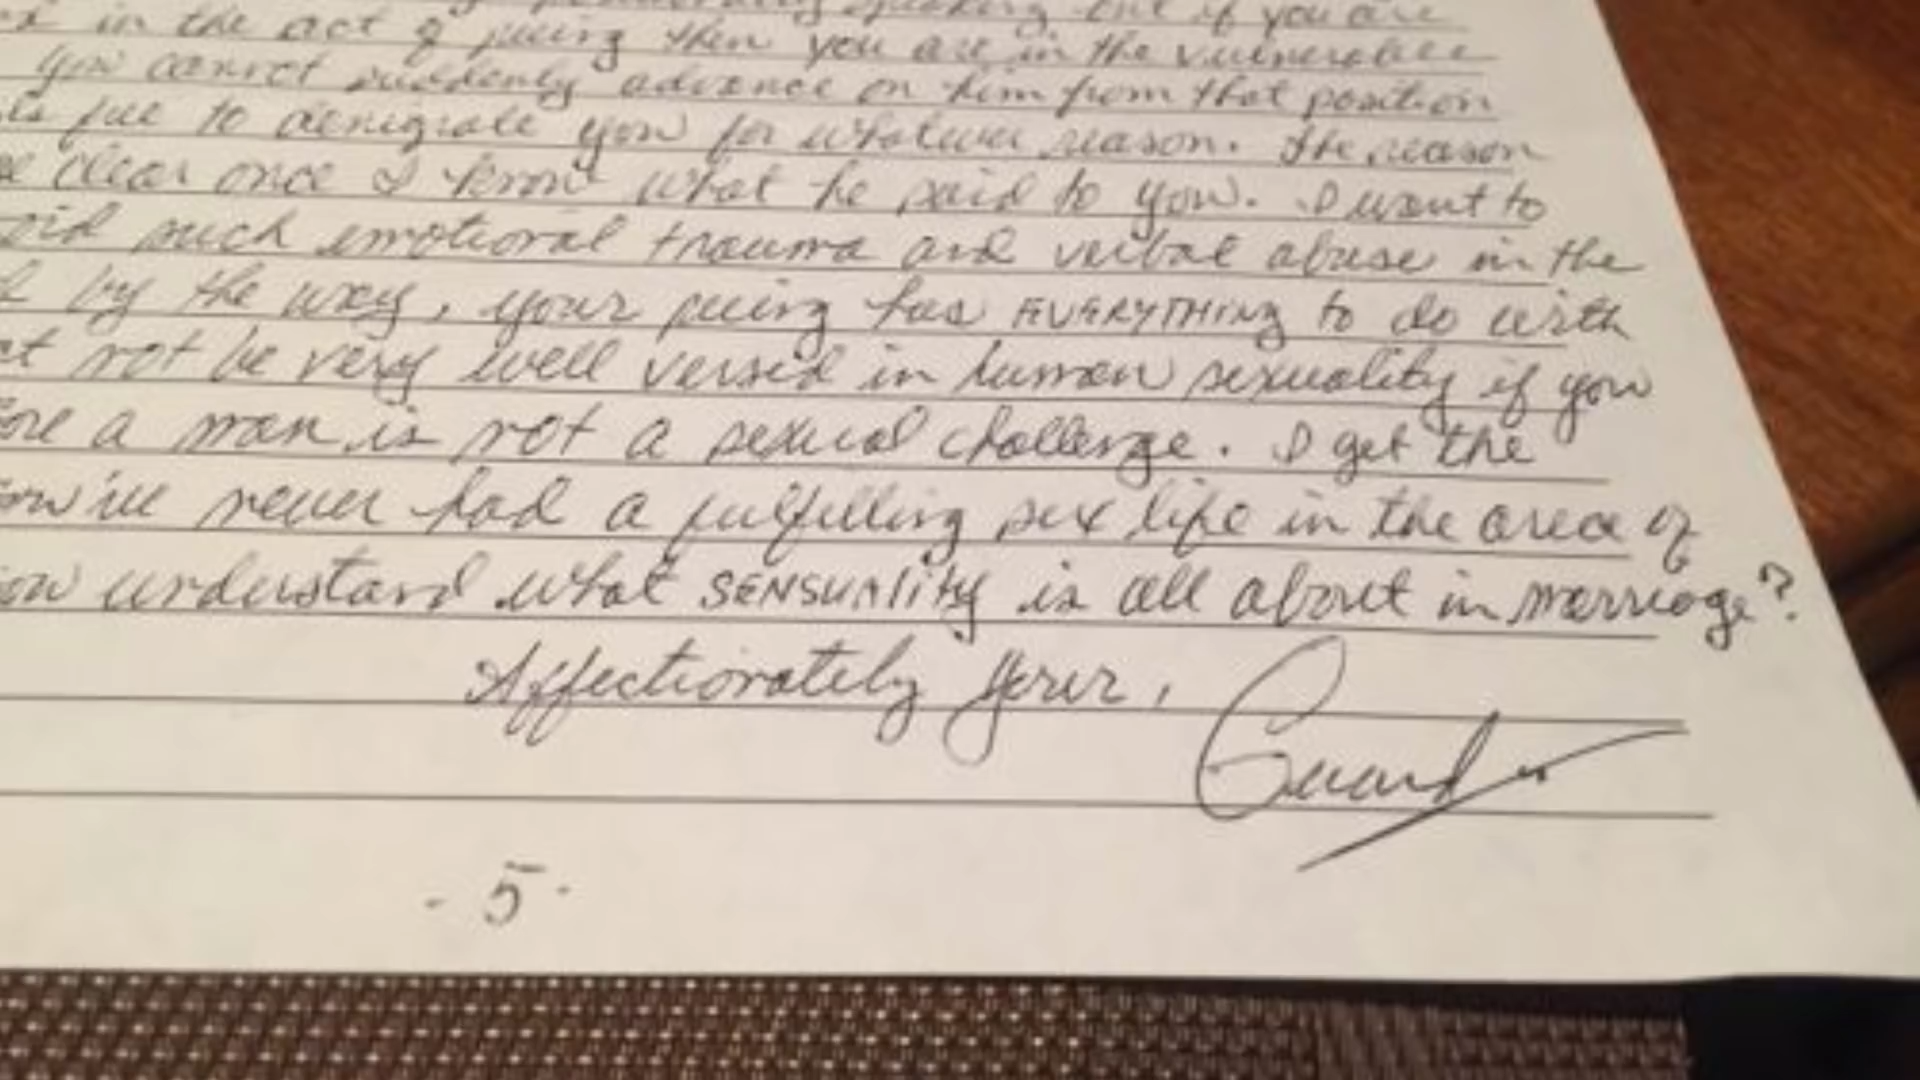 speaking but if you are
in the act of peeing then you are in the vulnerable
you cannot suddenly advance on him from that position
free to denigrate you for whatever reason. The reason
clear once I know what he said to you. I want to
such emotional trauma and verbal abuse in the
by the way, your peeing has EVERYTHING to do with
not be very well versed in human sexuality if you
a man is not a sexual challenge. I get the
never had a fulfilling sex life in the area of
understand what SENSUALITY is all about in marriage?
Affectionately Yours,
- 5 -